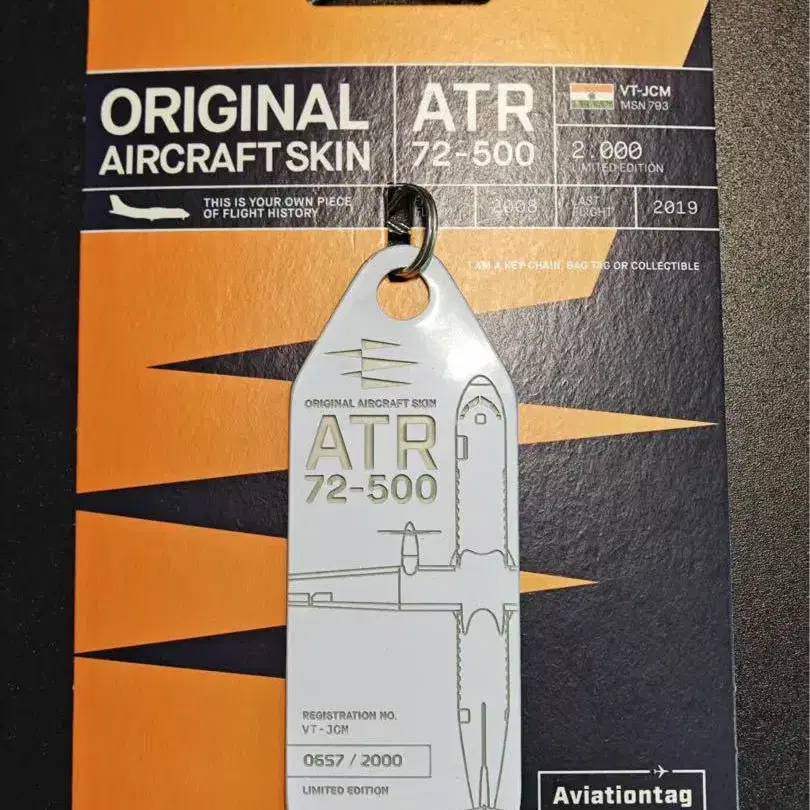 ORIGINAL
AIRCRAFT SKIN
ATR
72-500
VT-JCM
MSN 793
2.000
LIMITED EDITION
THIS IS YOUR OWN PIECE
OF FLIGHT HISTORY
2008
LAST
FLIGHT
2019
I AM A KEY CHAIN, BAG TAG OR COLLECTIBLE
ORIGINAL AIRCRAFT SKIN
ATR
72-500
REGISTRATION NO.
VT-JCM
0657 / 2000
LIMITED EDITION
Aviationtag